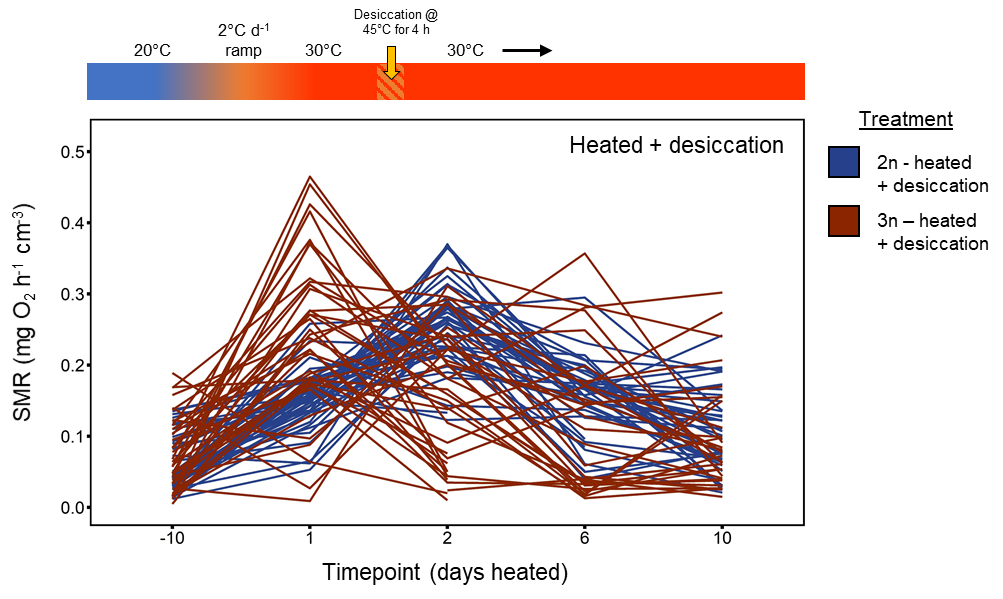 Desiccation @
45°C for 4 h
2°C d-1
ramp
20°C
30°C
30°C
Heated + desiccation
Treatment
2n - heated
+ desiccation
3n – heated
+ desiccation
SMR (mg O2 h-1 cm-3)
0.5
0.4
0.3
0.2
0.1
0.0
-10
1
2
6
10
Timepoint (days heated)